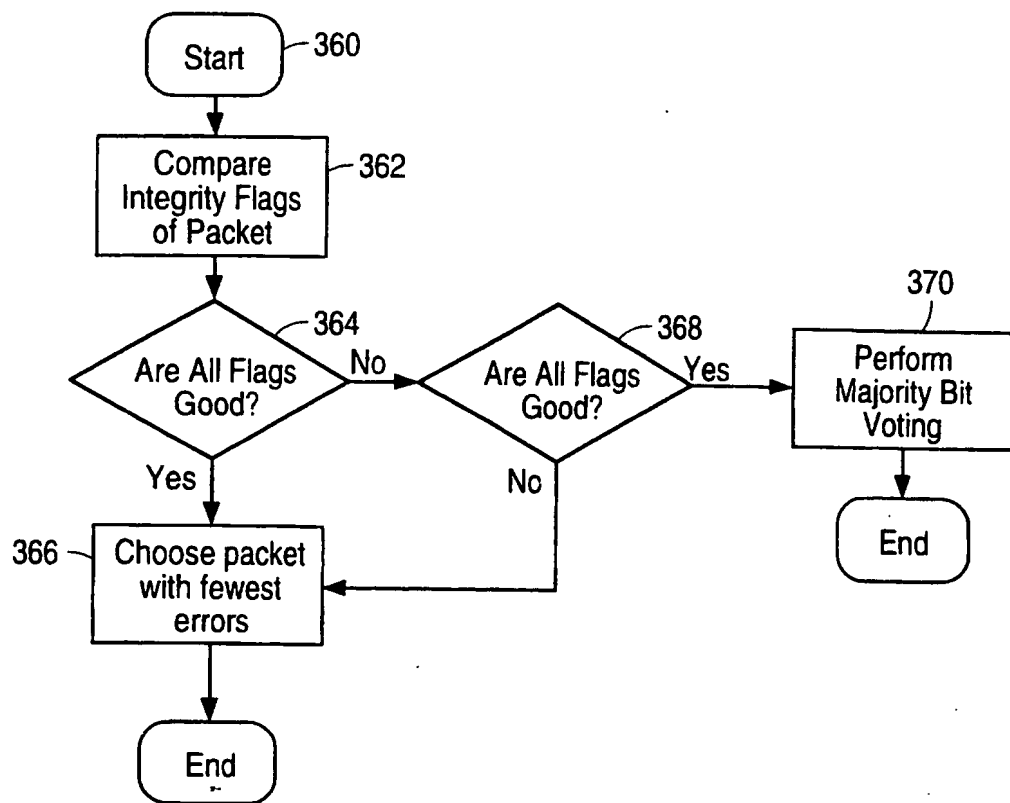 Start
360
Compare
Integrity Flags
of Packet
362
364
Are All Flags
Good?
No
Yes
368
Are All Flags
Good?
Yes
No
370
Perform
Majority Bit
Voting
End
366
Choose packet
with fewest
errors
End